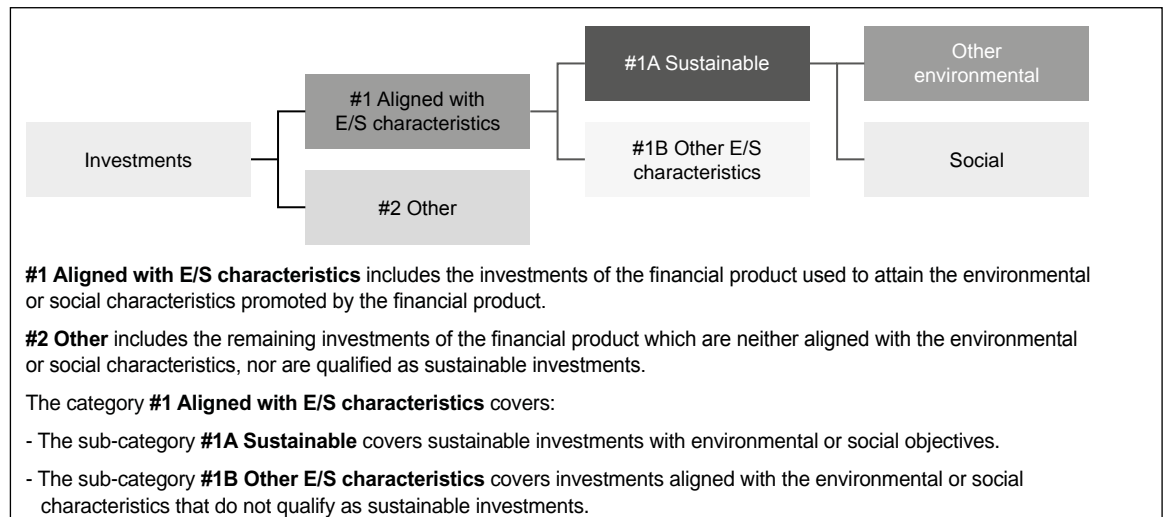 Investments
#1 Aligned with
E/S characteristics
#2 Other
#1A Sustainable
#1B Other E/S
characteristics
Other
environmental
Social
#1 Aligned with E/S characteristics includes the investments of the financial product used to attain the environmental
or social characteristics promoted by the financial product.
#2 Other includes the remaining investments of the financial product which are neither aligned with the environmental
or social characteristics, nor are qualified as sustainable investments.
The category #1 Aligned with E/S characteristics covers:
- The sub-category #1A Sustainable covers sustainable investments with environmental or social objectives.
- The sub-category #1B Other E/S characteristics covers investments aligned with the environmental or social
characteristics that do not qualify as sustainable investments.